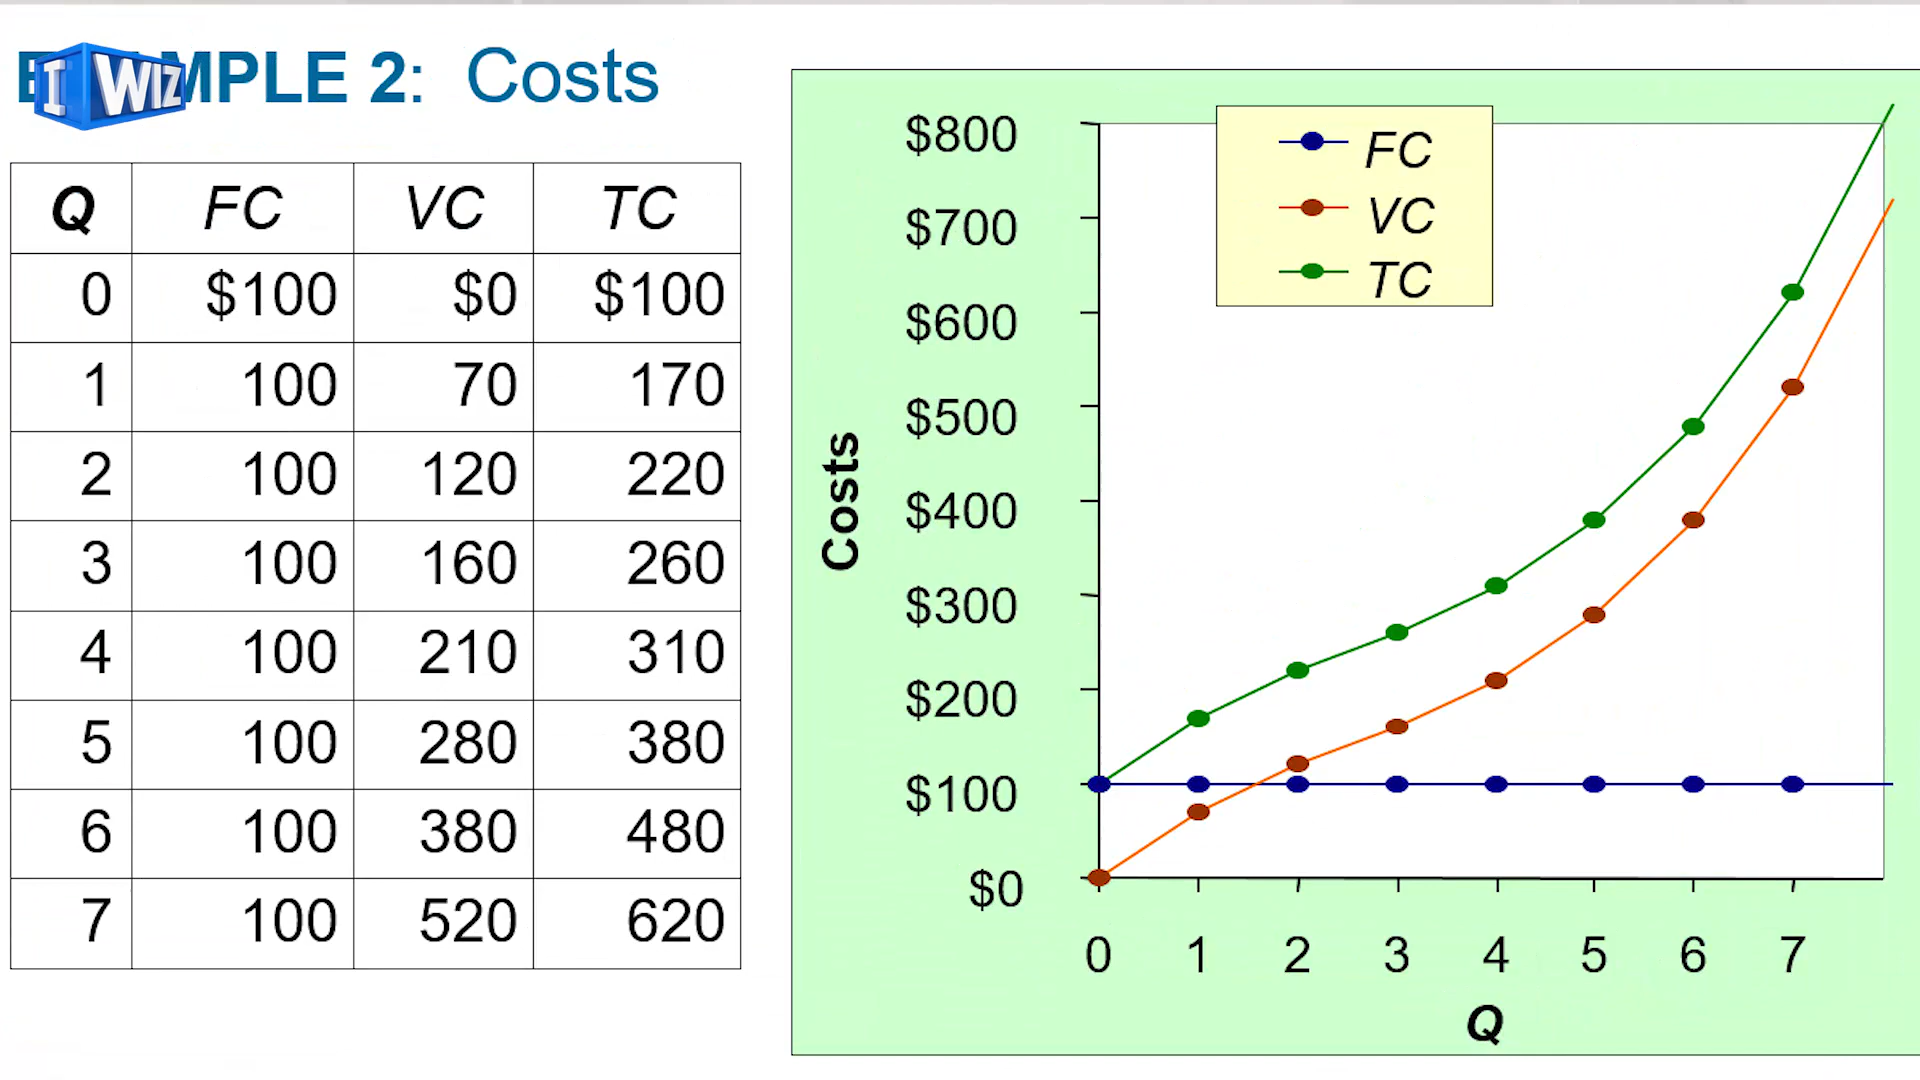 EXAMPLE 2: Costs
I WIZ
Q FC VC TC
0 $100 $0 $100
1 100 70 170
2 100 120 220
3 100 160 260
4 100 210 310
5 100 280 380
6 100 380 480
7 100 520 620
FC
VC
TC
Costs
$800
$700
$600
$500
$400
$300
$200
$100
$0
0 1 2 3 4 5 6 7
Q